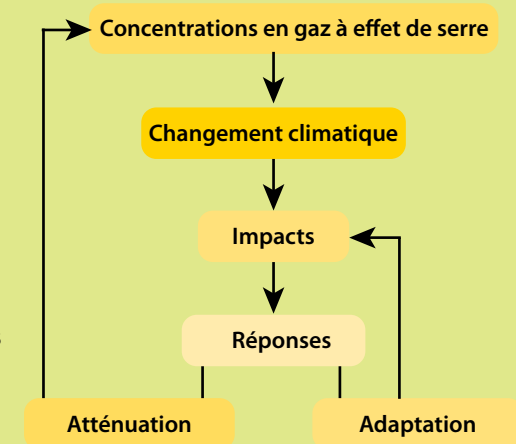 Concentrations en gaz à effet de serre
Changement climatique
Impacts
Réponses
Atténuation
Adaptation